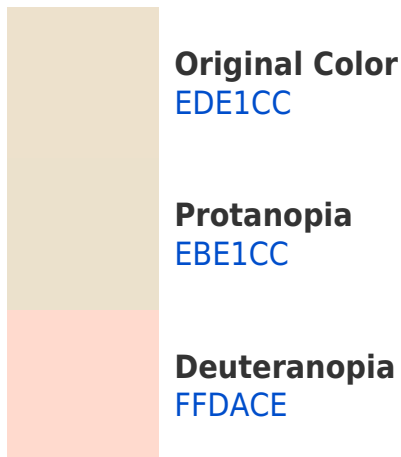 Original Color
EDE1CC
Protanopia
EBE1CC
Deuteranopia
FFDACE